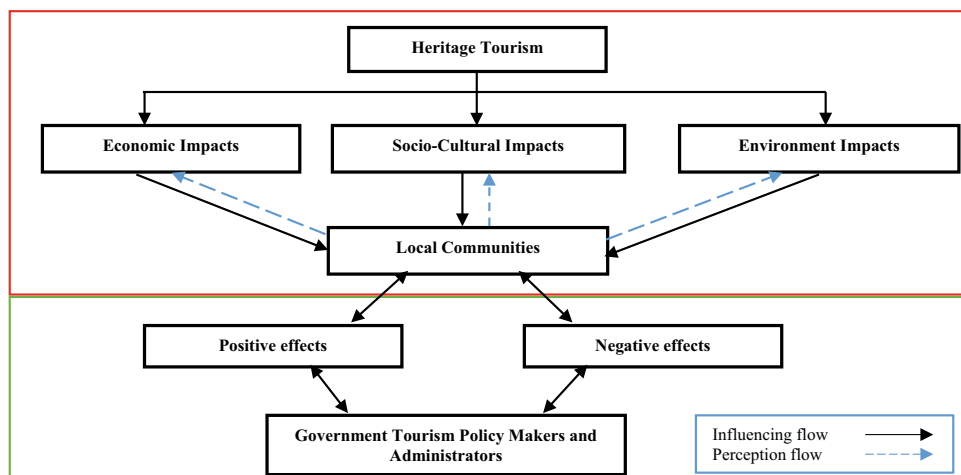 Heritage Tourism
Economic Impacts
Socio-Cultural Impacts
Environment Impacts
Local Communities
Positive effects
Negative effects
Government Tourism Policy Makers and
Administrators
Influencing flow
Perception flow